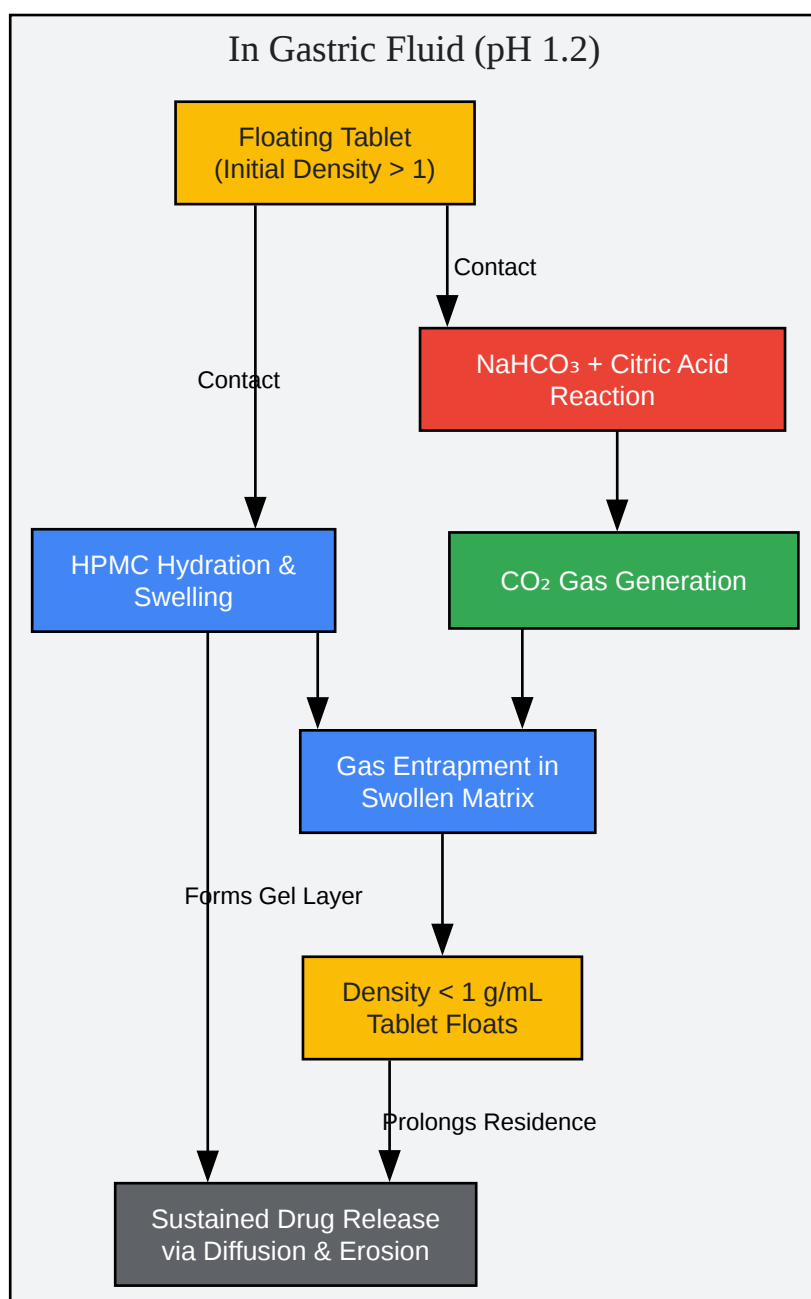 In Gastric Fluid (pH 1.2)
Floating Tablet
(Initial Density > 1)
Contact
NaHCO₃ + Citric Acid
Reaction
Contact
HPMC Hydration &
Swelling
CO₂ Gas Generation
Gas Entrapment in
Swollen Matrix
Forms Gel Layer
Density < 1 g/mL
Tablet Floats
Prolongs Residence
Sustained Drug Release
via Diffusion & Erosion